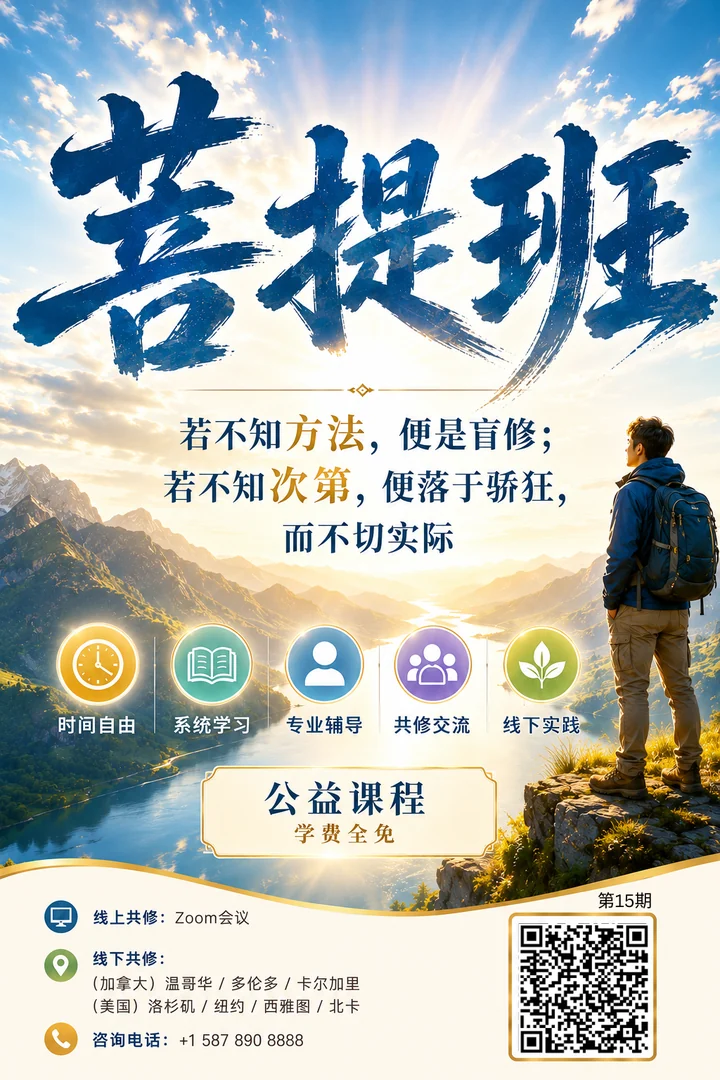 菩提班
若不知方法，便是盲修；
若不知次第，便落于骄狂，
而不切实际
时间自由
系统学习
专业辅导
共修交流
线下实践
公益课程
学费全免
第15期
线上共修：Zoom会议
线下共修：
（加拿大）温哥华 / 多伦多 / 卡尔加里
（美国）洛杉矶 / 纽约 / 西雅图 / 北卡
咨询电话：+1 587 890 8888